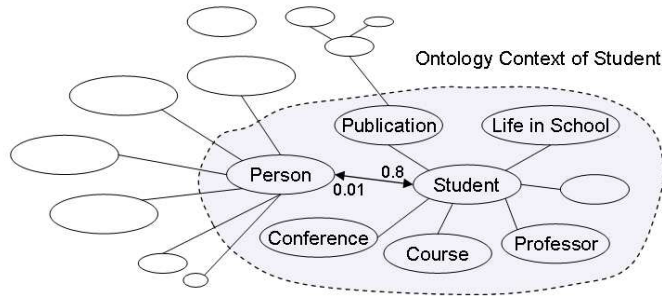 Ontology Context of Student
Publication
Life in School
Person
0.8
0.01
Student
Conference
Course
Professor